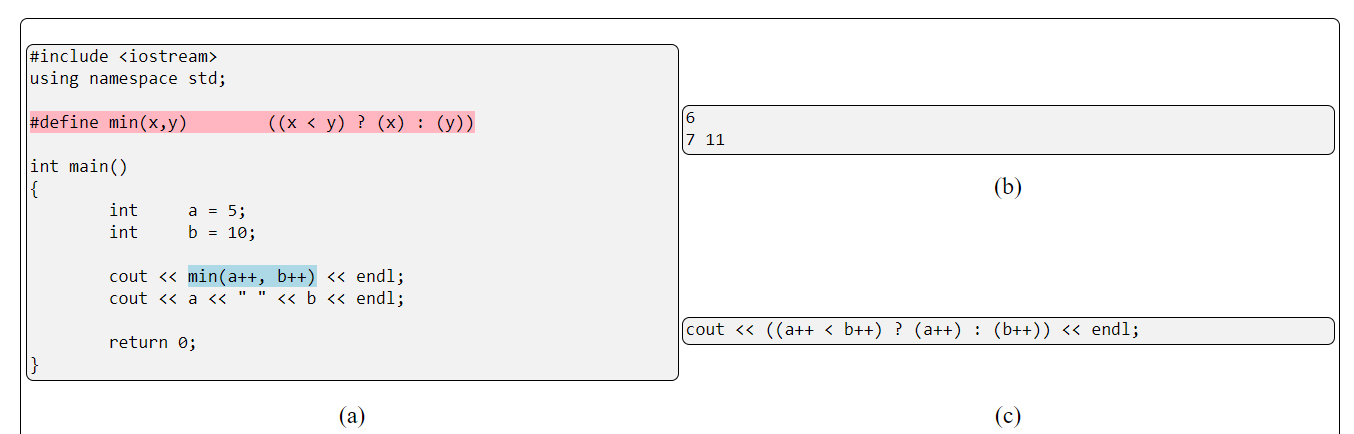 #include <iostream>
using namespace std;
#define min(x,y)        ((x < y) ? (x) : (y))
int main()
{
        int     a = 5;
        int     b = 10;
        cout << min(a++, b++) << endl;
        cout << a << " " << b << endl;
        return 0;
}
(a)
6
7 11
(b)
cout << ((a++ < b++) ? (a++) : (b++)) << endl;
(c)